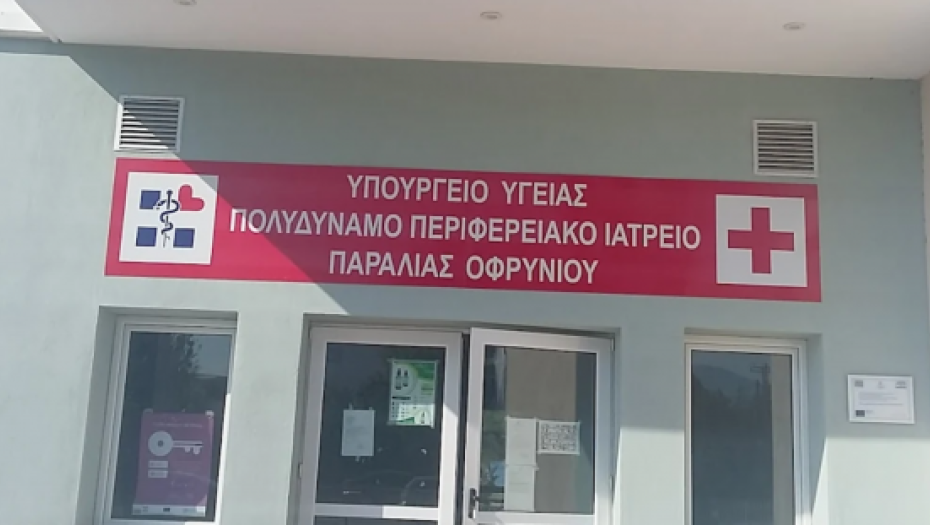 ΥΠΟΥΡΓΕΙΟ ΥΓΕΙΑΣ
ΠΟΛΥΔΥΝΑΜΟ ΠΕΡΙΦΕΡΕΙΑΚΟ ΙΑΤΡΕΙΟ
ΠΑΡΑΛΙΑΣ ΟΦΡΥΝΙΟΥ